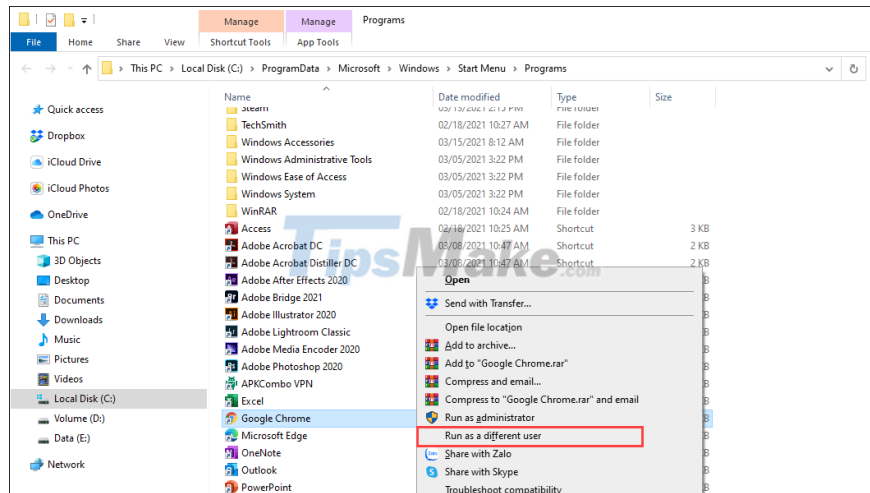 Manage Manage Programs
File Home Share View Shortcut Tools App Tools
This PC > Local Disk (C:) > ProgramData > Microsoft > Windows > Start Menu > Programs
Name Date modified Type Size
Quick access
Dropbox
iCloud Drive
iCloud Photos
OneDrive
This PC
3D Objects
Desktop
Documents
Downloads
Music
Pictures
Videos
Local Disk (C:)
Volume (D:)
Data (E:)
Network
Steam 03/15/2021 2:15 PM File folder
TechSmith 02/18/2021 10:27 AM File folder
Windows Accessories 03/15/2021 8:12 AM File folder
Windows Administrative Tools 03/05/2021 3:22 PM File folder
Windows Ease of Access 03/05/2021 3:22 PM File folder
Windows System 03/05/2021 3:22 PM File folder
WinRAR 02/18/2021 10:24 AM File folder
Access 02/18/2021 10:25 AM Shortcut 3 KB
Adobe Acrobat DC 03/08/2021 10:47 AM Shortcut 2 KB
Adobe Acrobat Distiller DC 03/08/2021 10:47 AM Shortcut 2 KB
Adobe After Effects 2020
Adobe Bridge 2021
Adobe Illustrator 2020
Adobe Lightroom Classic
Adobe Media Encoder 2020
Adobe Photoshop 2020
APKCombo VPN
Excel
Google Chrome
Microsoft Edge
OneNote
Outlook
PowerPoint
TipsMake.com
Open
Send with Transfer...
Open file location
Add to archive...
Add to "Google Chrome.rar"
Compress and email...
Compress to "Google Chrome.rar" and email
Run as administrator
Run as a different user
Share with Zalo
Share with Skype
Troubleshoot compatibility